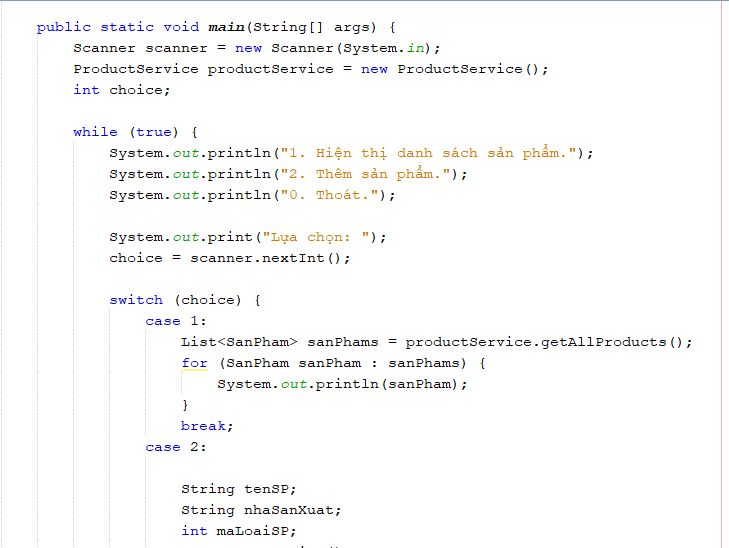 public static void main(String[] args) {
Scanner scanner = new Scanner(System.in);
ProductService productService = new ProductService();
int choice;
while (true) {
System.out.println("1. Hiện thị danh sách sản phẩm.");
System.out.println("2. Thêm sản phẩm.");
System.out.println("0. Thoát.");
System.out.print("Lựa chọn: ");
choice = scanner.nextInt();
switch (choice) {
case 1:
List<SanPham> sanPhams = productService.getAllProducts();
for (SanPham sanPham : sanPhams) {
System.out.println(sanPham);
}
break;
case 2:
String tenSP;
String nhaSanXuat;
int maLoaiSP;